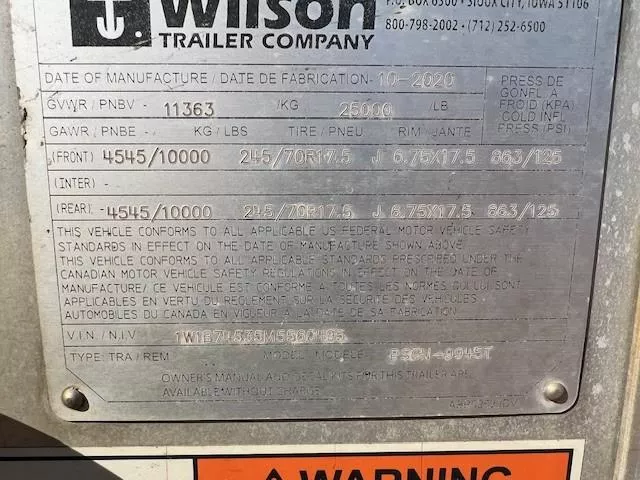 Wilson
TRAILER COMPANY
P.O. BOX 6300 • SIOUX CITY, IOWA 51106
800-798-2002 • (712) 252-6500
DATE OF MANUFACTURE / DATE DE FABRICATION - 10-2020
PRESS DE
GONFL A
FROID (KPA)
COLD INFL
PRESS (PSI)
GVWR / PNBV - 11363 /KG 25000 /LB
GAWR / PNBE - KG / LBS TIRE / PNEU RIM / JANTE
(FRONT) 4545/10000 245/70R17.5 J 6.75X17.5 863/125
(INTER) -
(REAR) - 4545/10000 245/70R17.5 J 6.75X17.5 863/125
THIS VEHICLE CONFORMS TO ALL APPLICABLE US FEDERAL MOTOR VEHICLE SAFETY
STANDARDS IN EFFECT ON THE DATE OF MANUFACTURE SHOWN ABOVE
THIS VEHICLE CONFORMS TO ALL APPLICABLE STANDARDS PRESCRIBED UNDER THE
CANADIAN MOTOR VEHICLE SAFETY REGULATIONS IN EFFECT ON THE DATE OF
MANUFACTURE/ CE VEHICULE EST CONFORME A TOUTES LES NORMES QUI LUI SONT
APPLICABLES EN VERTU DU REGLEMENT SUR LA SECURITE DES VEHICULES
AUTOMOBILES DU CANADA EN VIGUEUR A LA DATE DE SA FABRICATION
V.I.N. / N.I.V.
TYPE: TRA / REM MODEL - MODELE PSGN-9945T
OWNER'S MANUAL AND DECAL KITS FOR THIS TRAILER ARE
AVAILABLE WITHOUT CHARGE
WARNING